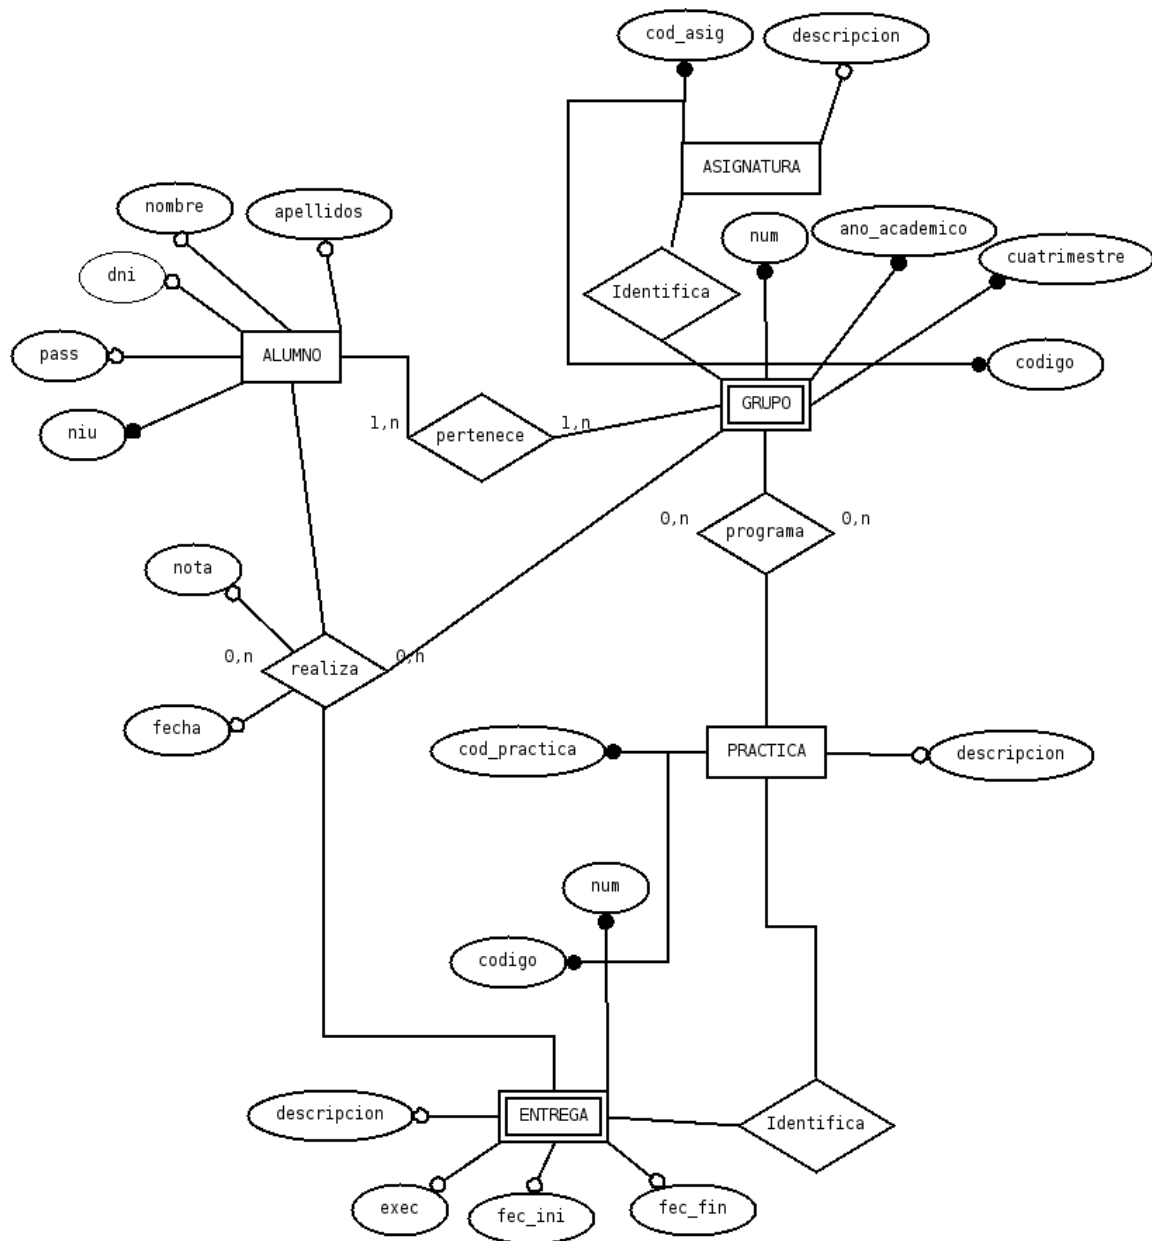 cod_asig
descripcion
ASIGNATURA
nombre
apellidos
num
ano_academico
cuatrimestre
dni
Identifica
pass
ALUMNO
codigo
GRUPO
niu
1,n
pertenece
1,n
0,n
programa
0,n
nota
0,n
realiza
0,n
fecha
cod_practica
PRACTICA
descripcion
num
codigo
descripcion
ENTREGA
Identifica
exec
fec_ini
fec_fin